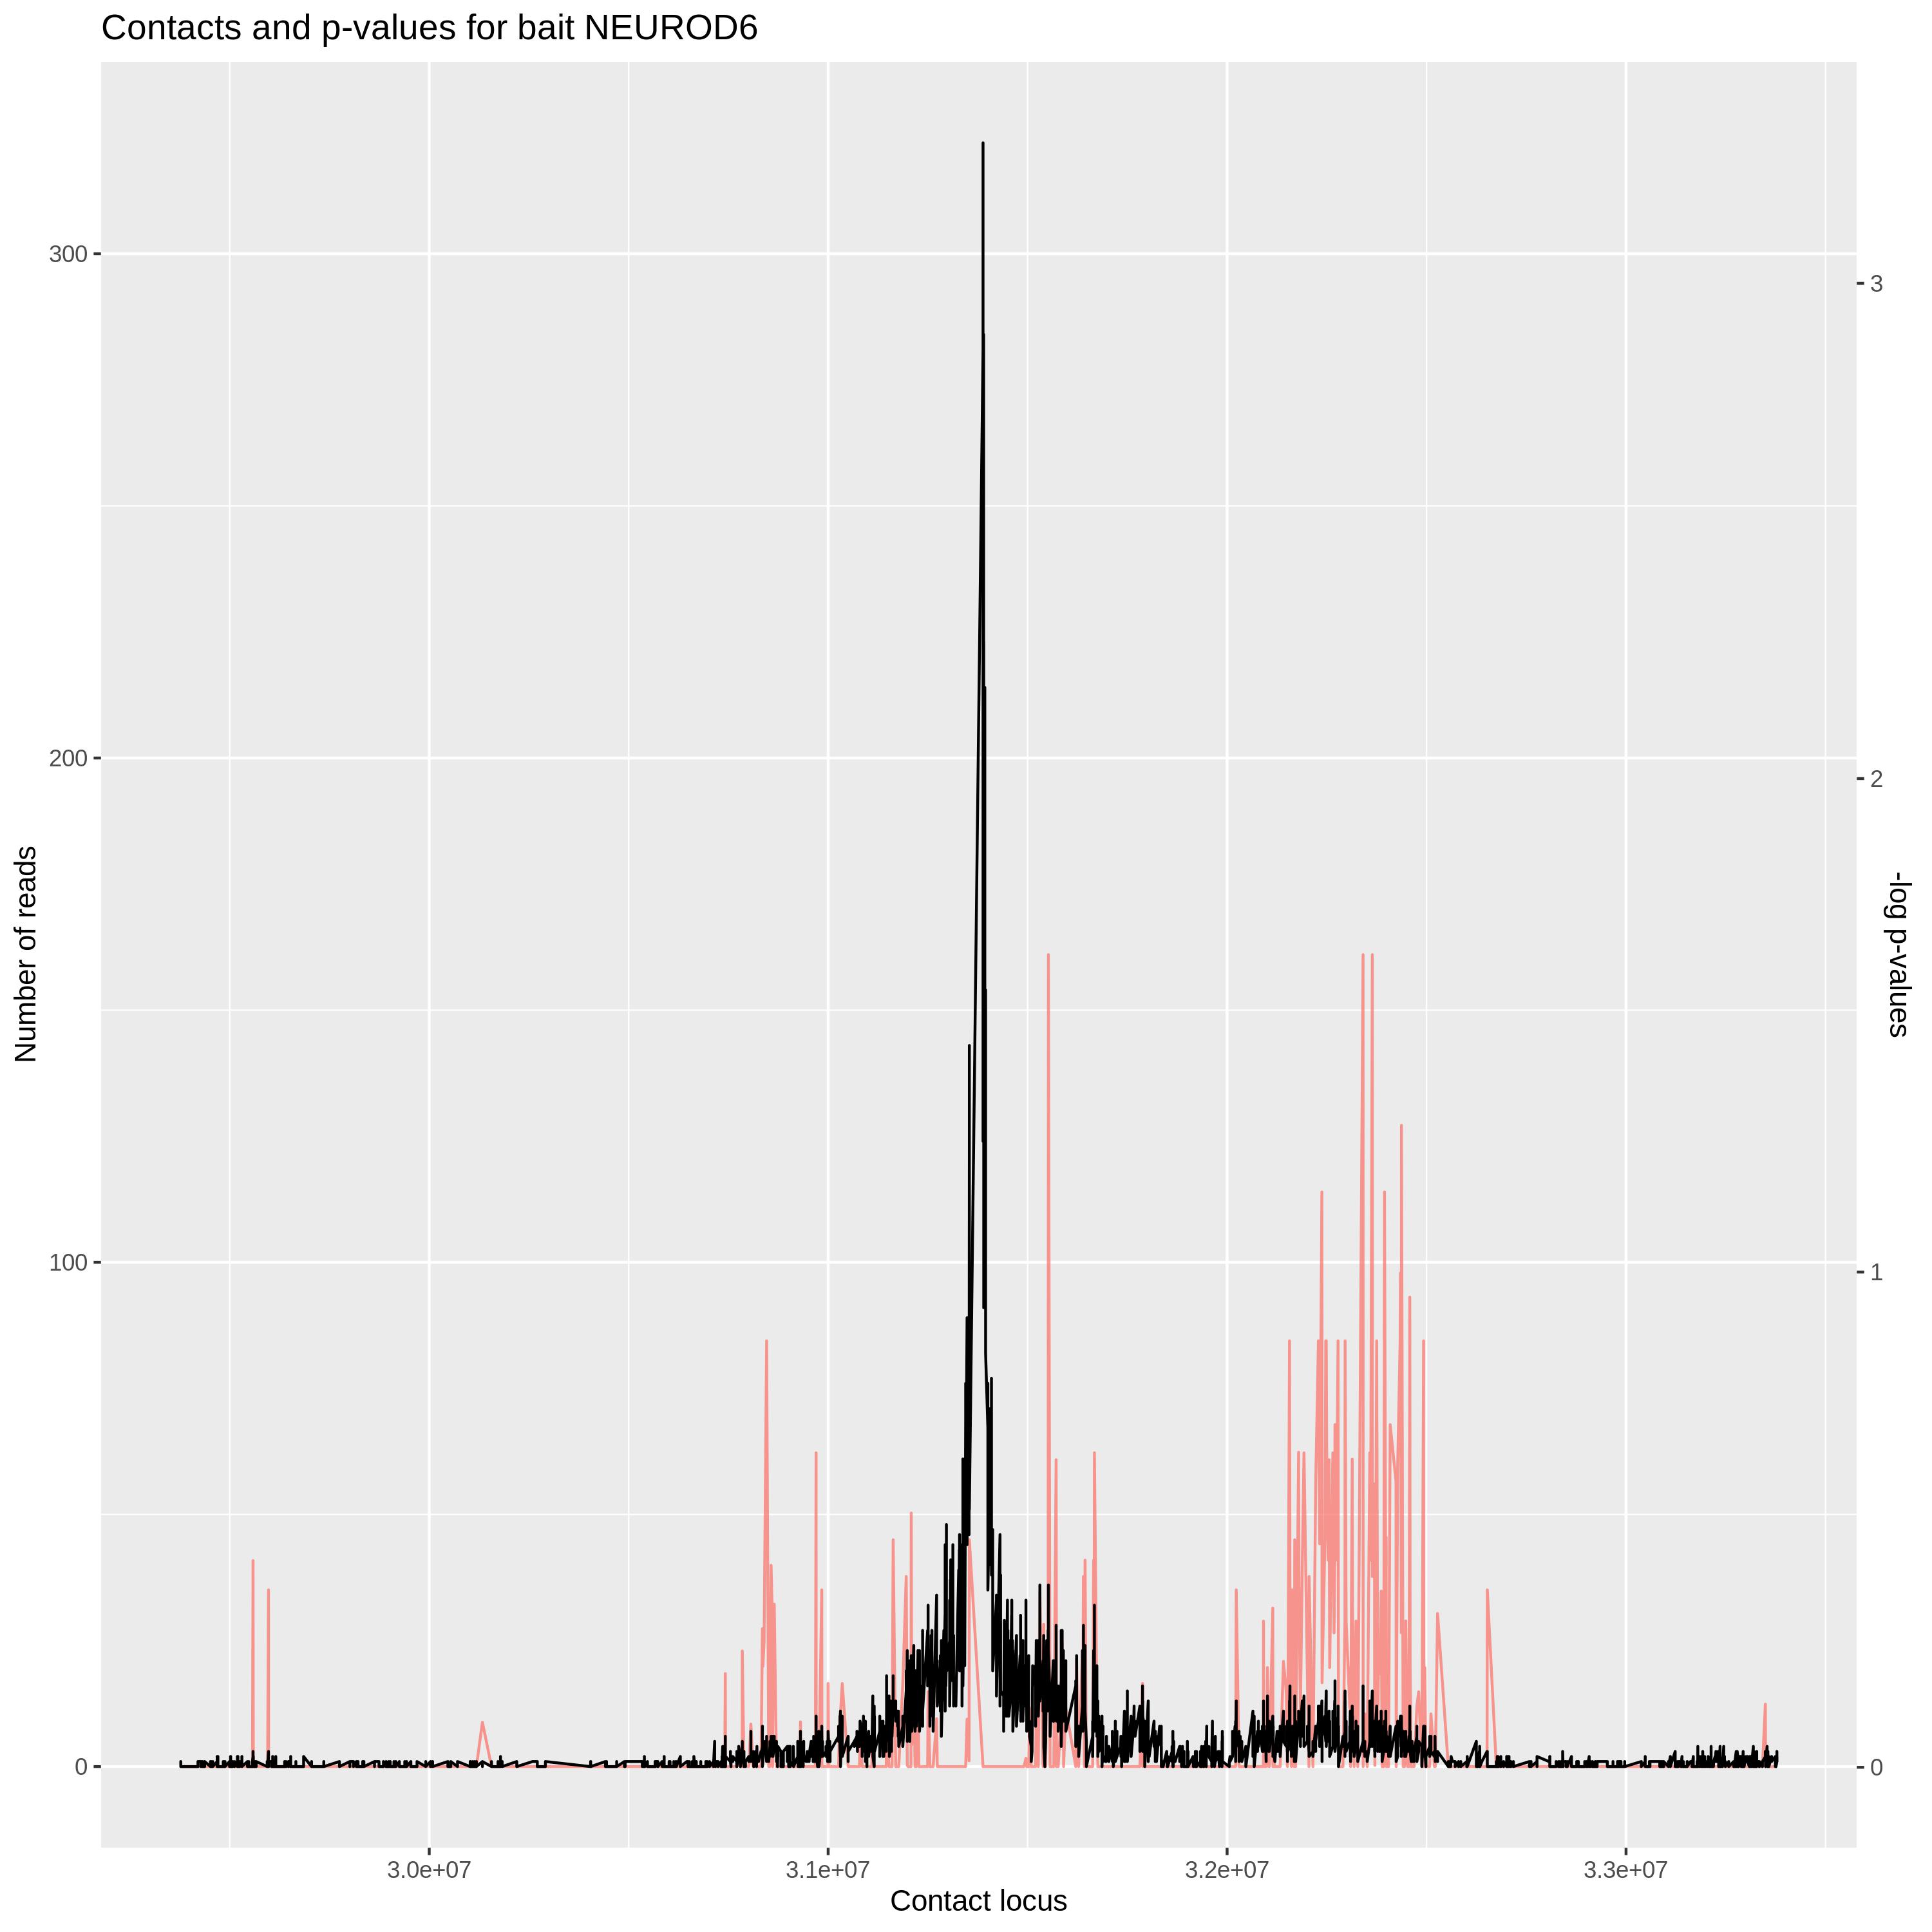 Contacts and p-values for bait NEUROD6
Number of reads
300
200
100
0
3
2
1
0
-log p-values
3.0e+07
3.1e+07
3.2e+07
3.3e+07
Contact locus